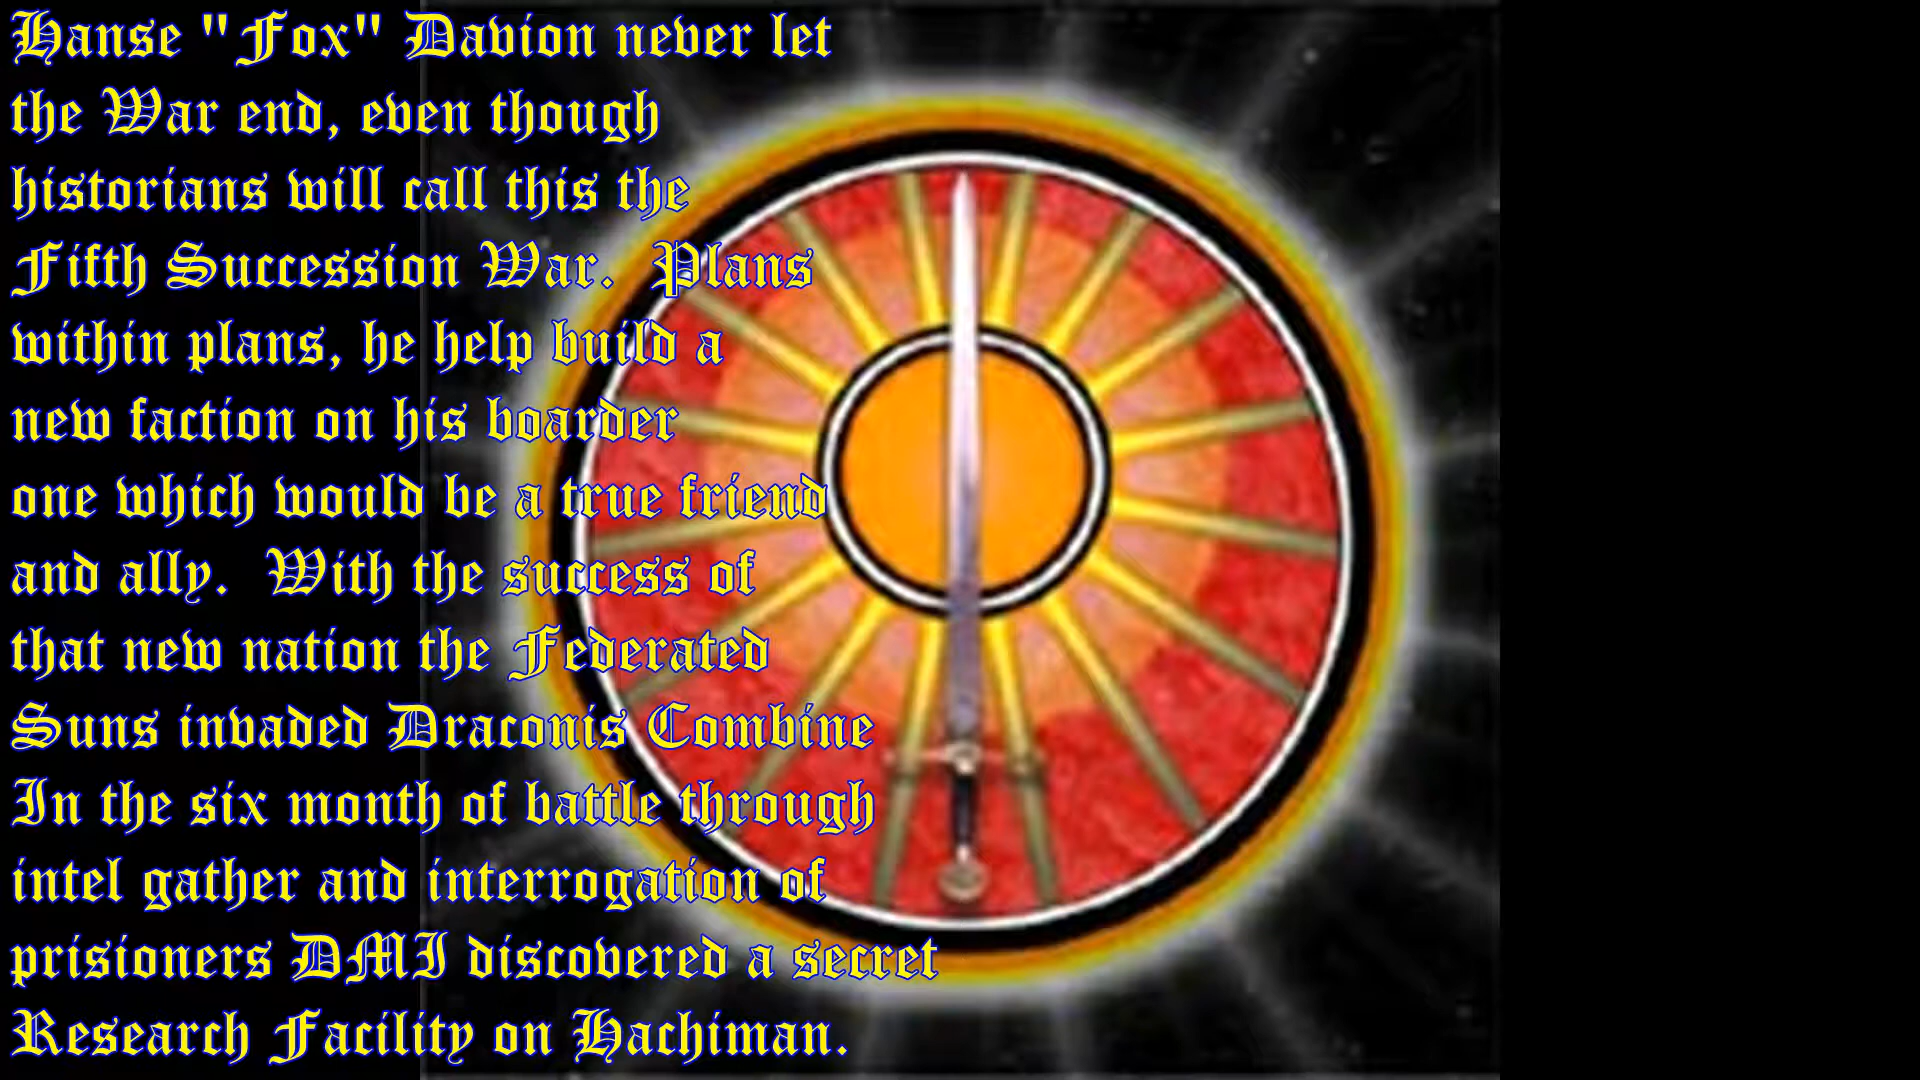 Hanse "Fox" Davion never let
the War end, even though
historians will call this the
Fifth Succession War.  Plans
within plans, he help build a
new faction on his boarder
one which would be a true friend
and ally.  With the success of
that new nation the Federated
Suns invaded Draconis Combine
In the six month of battle through
intel gather and interrogation of
prisioners DMI discovered a secret
Research Facility on Hachiman.